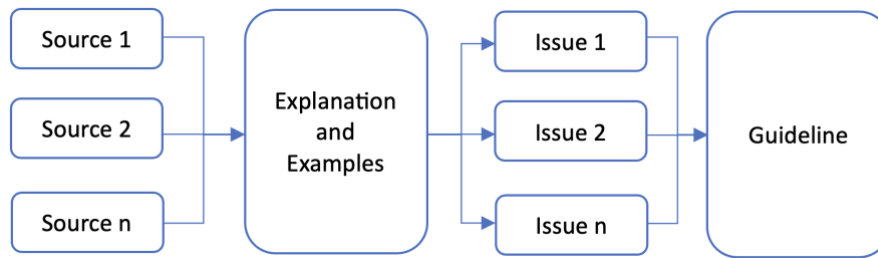 Source 1
Source 2
Source n
Explanation
and
Examples
Issue 1
Issue 2
Issue n
Guideline